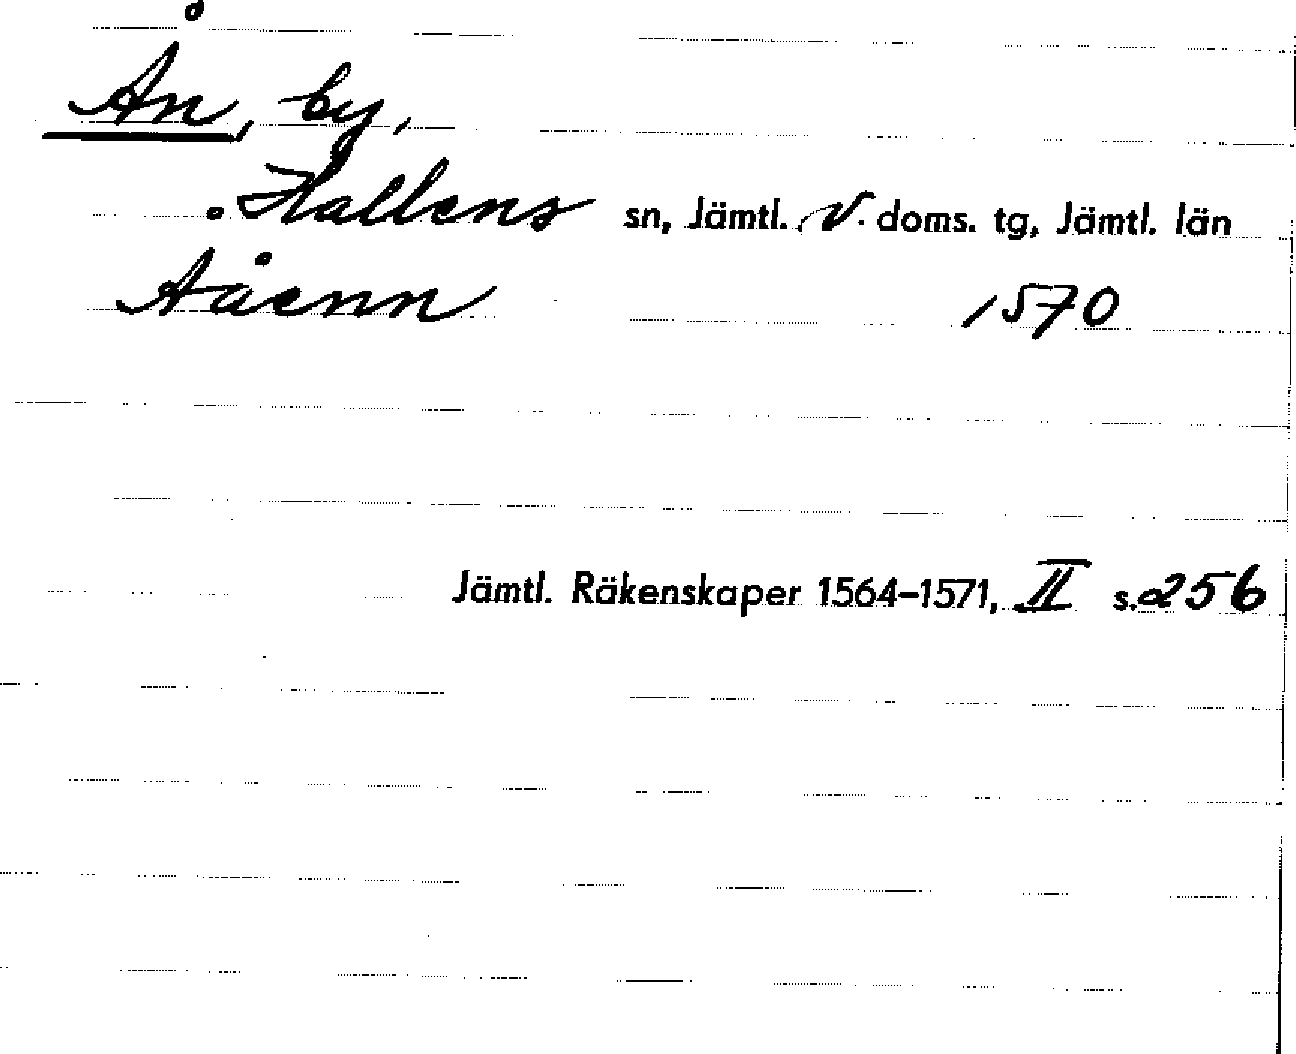 Ån, by,
Hallens sn, Jämtl. V. doms. tg, Jämtl. län
Aåenn 1570
Jämtl. Räkenskaper 1564–1571, II s. 256